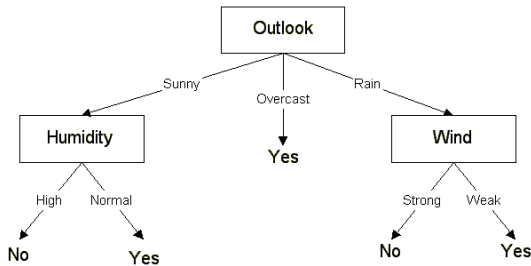 Outlook
Sunny
Overcast
Rain
Humidity
Yes
Wind
High
Normal
Strong
Weak
No
Yes
No
Yes